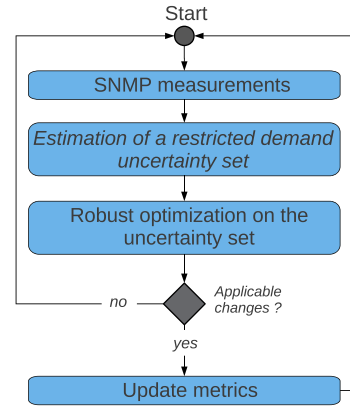 Start
SNMP measurements
Estimation of a restricted demand
uncertainty set
Robust optimization on the
uncertainty set
Applicable
changes ?
no
yes
Update metrics